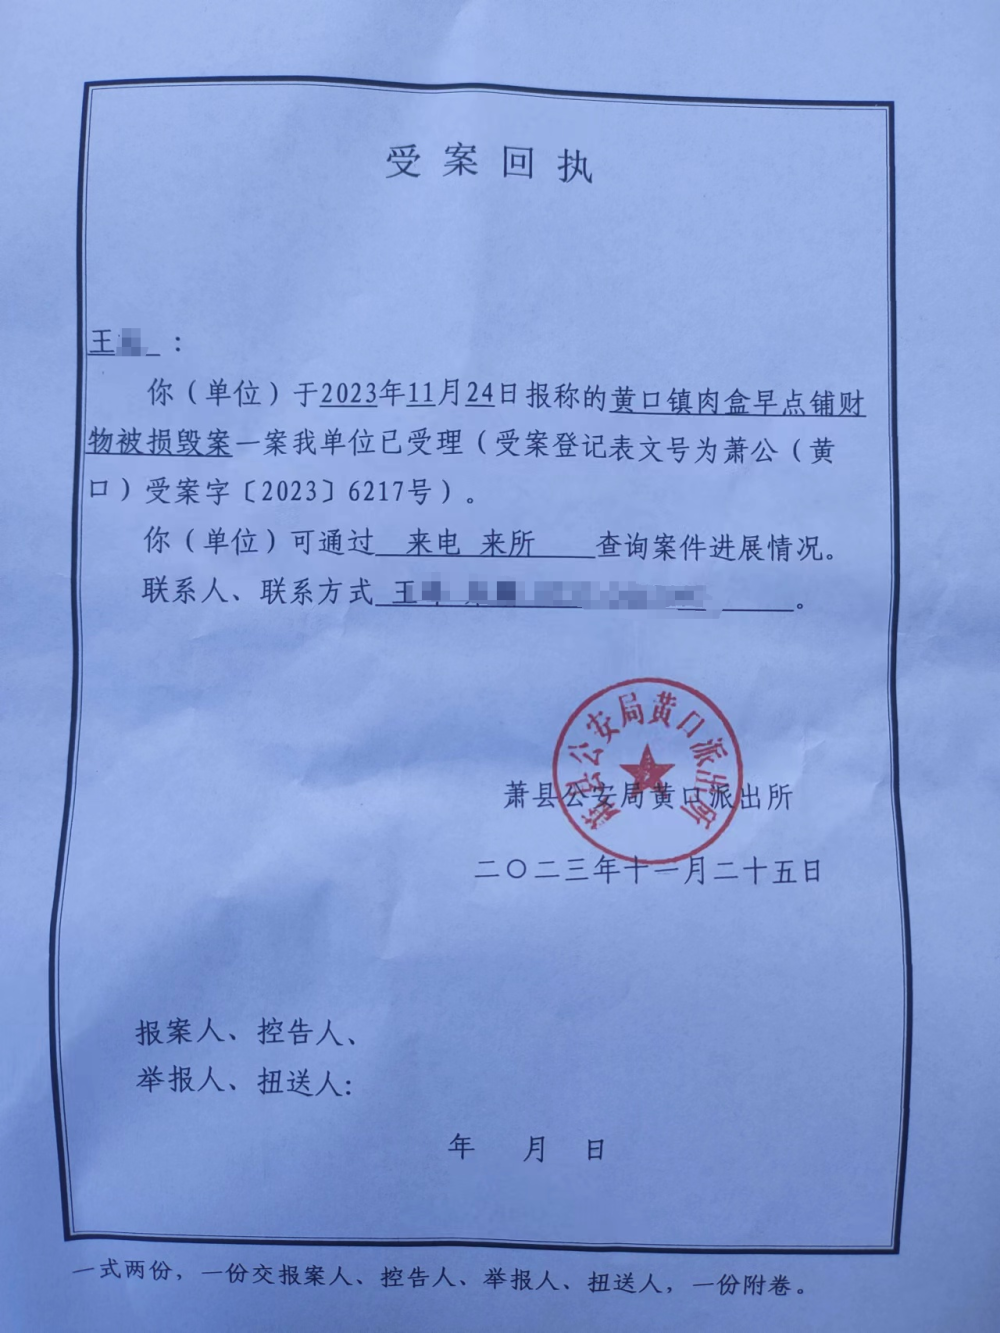 受案回执
王 ：
你（单位）于2023年11月24日报称的黄口镇肉盒早点铺财
物被损毁案一案我单位已受理（受案登记表文号为萧公（黄
口）受案字〔2023〕6217号）。
你（单位）可通过 来电 来所 查询案件进展情况。
联系人、联系方式 王 。
萧县公安局黄口派出所
萧县公安局黄口派出所
二〇二三年十一月二十五日
报案人、控告人、
举报人、扭送人:
年 月 日
一式两份，一份交报案人、控告人、举报人、扭送人，一份附卷。